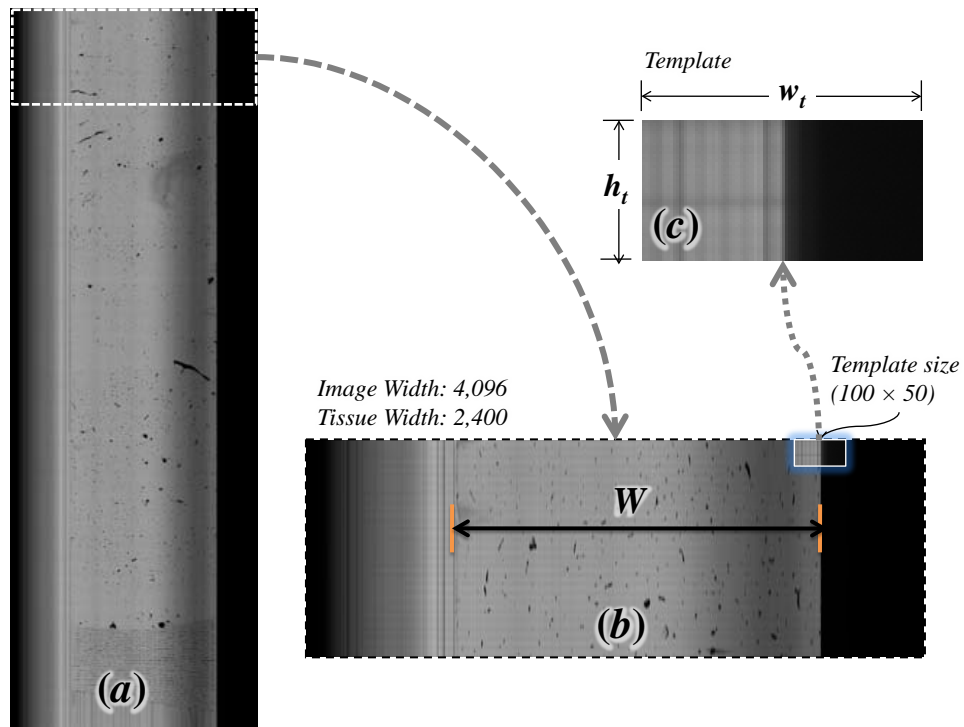 Template
w_t
h_t
(c)
Template size
(100 × 50)
Image Width: 4,096
Tissue Width: 2,400
W
(b)
(a)